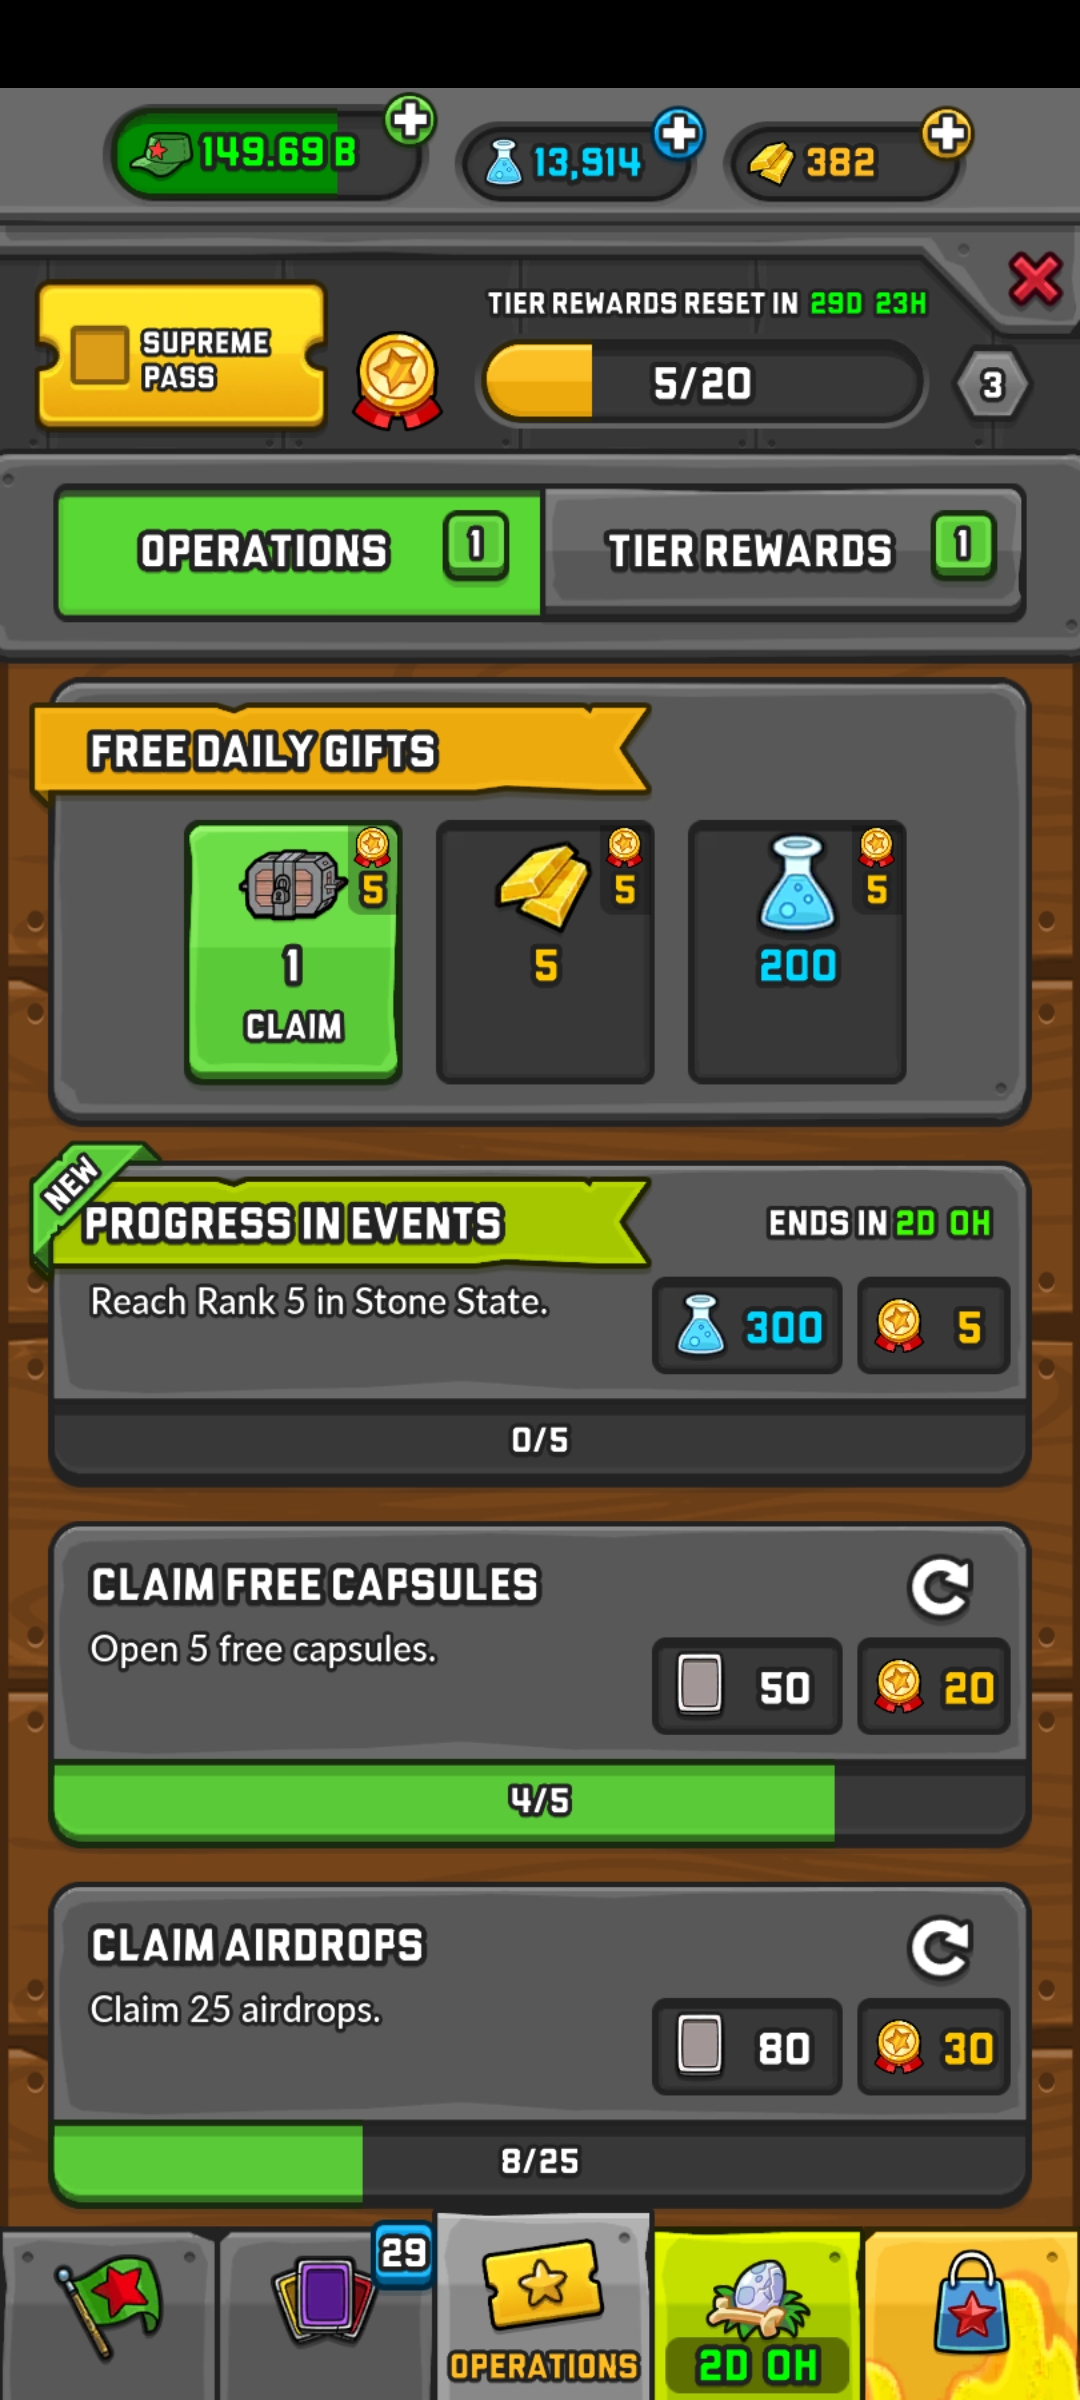 149.69B
13,914
382
TIER REWARDS RESET IN 29D 23H
SUPREME
PASS
5/20
3
OPERATIONS 1
TIER REWARDS 1
FREE DAILY GIFTS
5
1
CLAIM
5
5
5
200
NEW
PROGRESS IN EVENTS
ENDS IN 2D 0H
Reach Rank 5 in Stone State.
300
5
0/5
CLAIM FREE CAPSULES
Open 5 free capsules.
50
20
4/5
CLAIM AIRDROPS
Claim 25 airdrops.
80
30
8/25
29
OPERATIONS
2D 0H